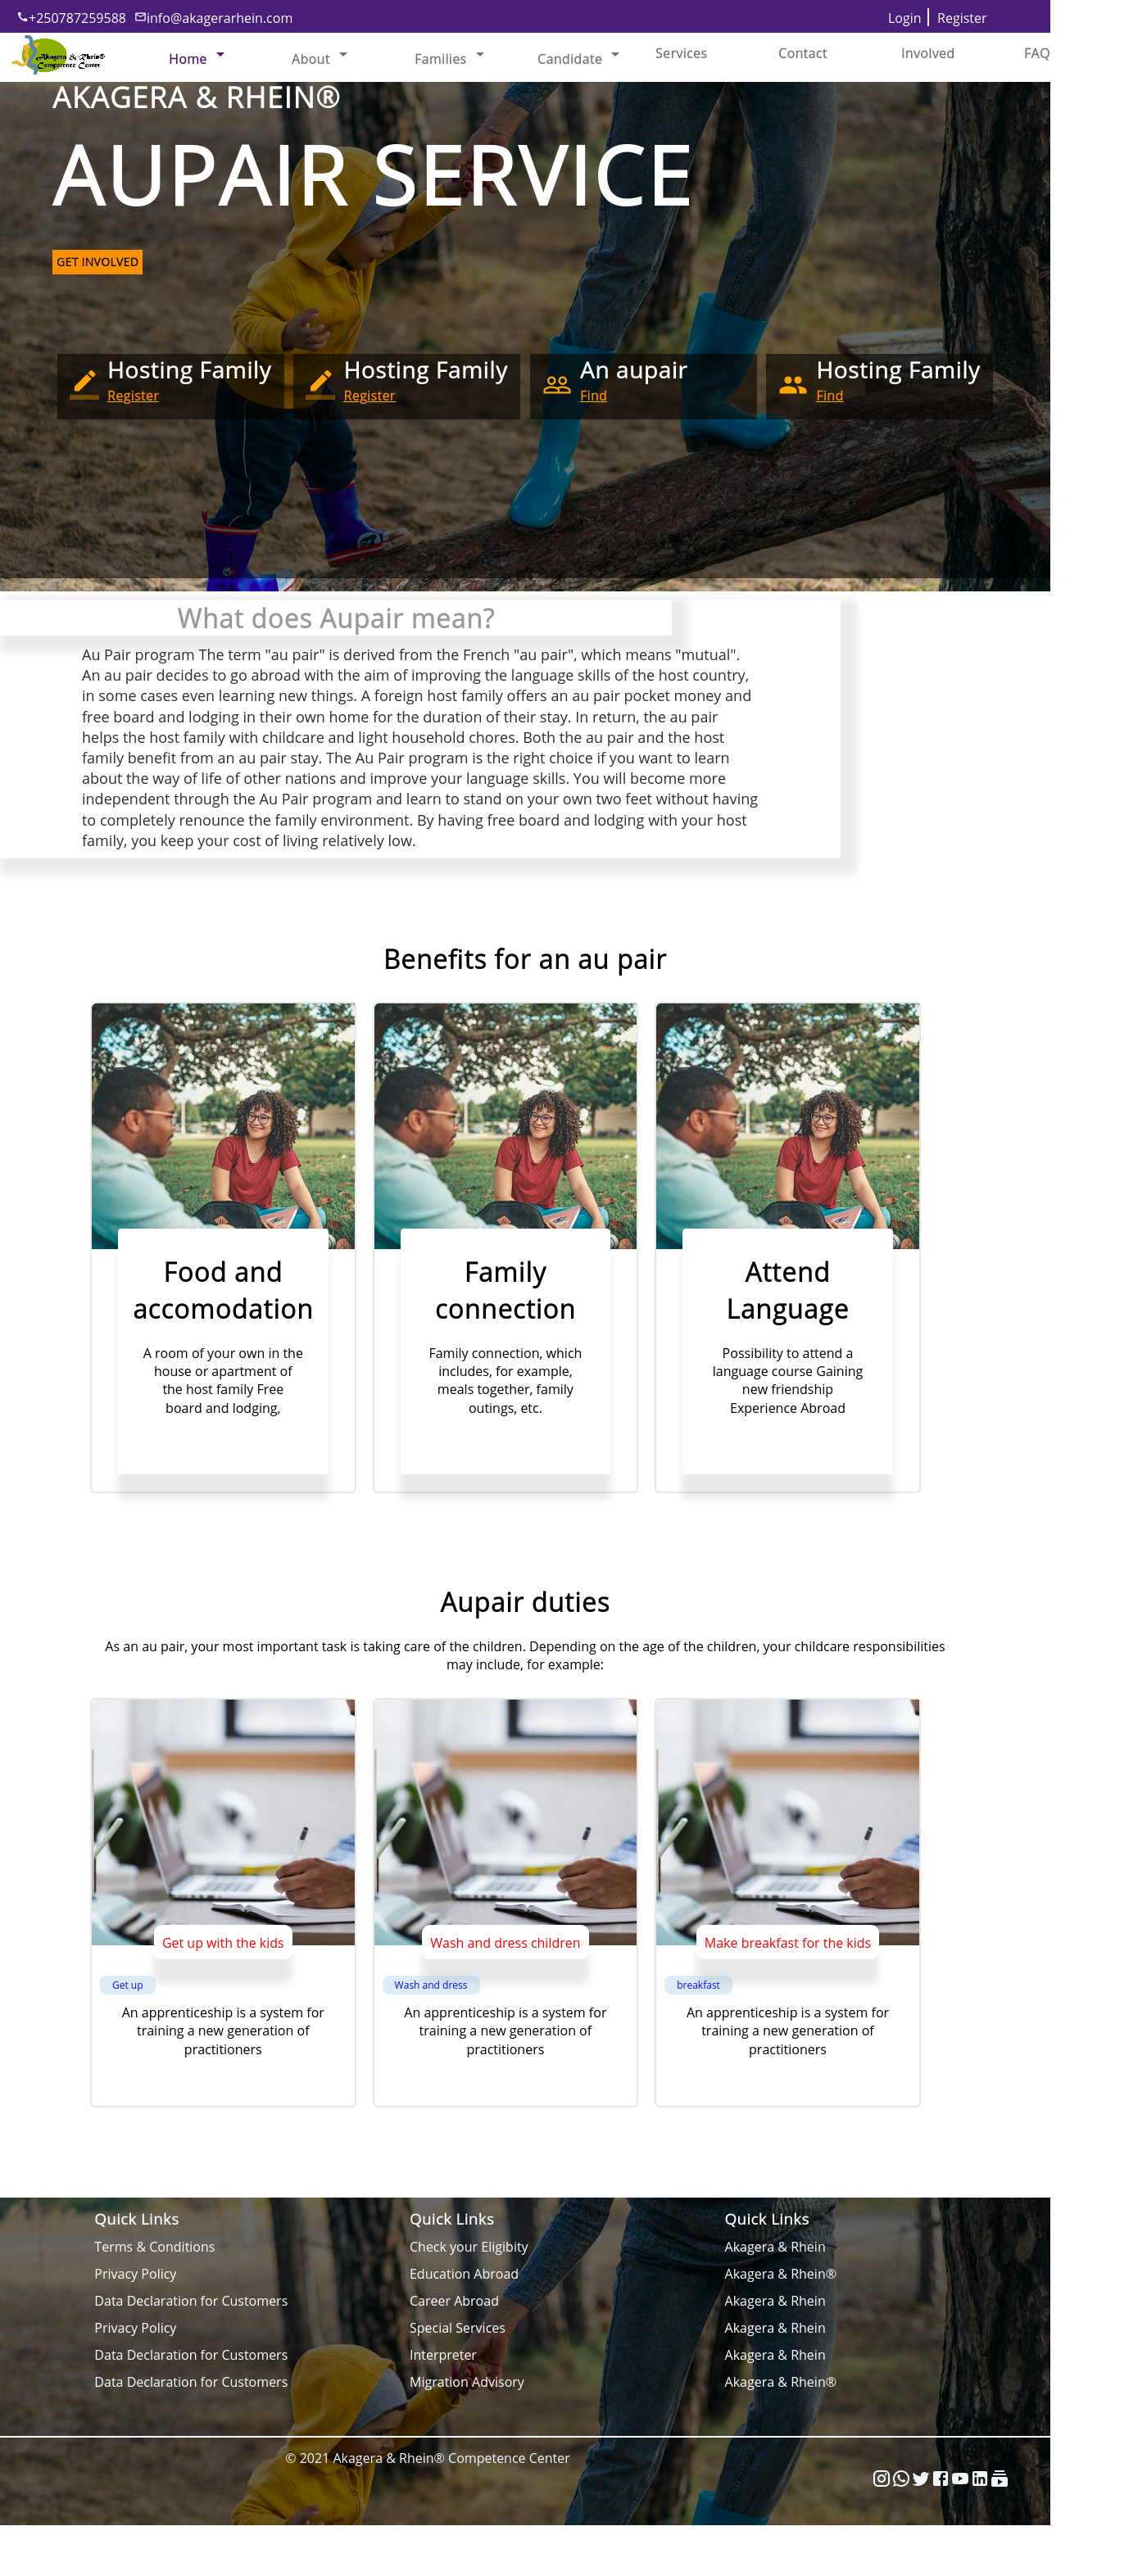 +250787259588 info@akagerarhein.com Login Register
Akagera & Rhein®
Competence Center
Home About Families Candidate Services Contact Involved FAQ
AKAGERA & RHEIN®
AUPAIR SERVICE
GET INVOLVED
Hosting Family Hosting Family An aupair Hosting Family
Register Register Find Find
What does Aupair mean?
Au Pair program The term "au pair" is derived from the French "au pair", which means "mutual".
An au pair decides to go abroad with the aim of improving the language skills of the host country,
in some cases even learning new things. A foreign host family offers an au pair pocket money and
free board and lodging in their own home for the duration of their stay. In return, the au pair
helps the host family with childcare and light household chores. Both the au pair and the host
family benefit from an au pair stay. The Au Pair program is the right choice if you want to learn
about the way of life of other nations and improve your language skills. You will become more
independent through the Au Pair program and learn to stand on your own two feet without having
to completely renounce the family environment. By having free board and lodging with your host
family, you keep your cost of living relatively low.
Benefits for an au pair
Food and
accomodation
A room of your own in the
house or apartment of
the host family Free
board and lodging,
Family
connection
Family connection, which
includes, for example,
meals together, family
outings, etc.
Attend
Language
Possibility to attend a
language course Gaining
new friendship
Experience Abroad
Aupair duties
As an au pair, your most important task is taking care of the children. Depending on the age of the children, your childcare responsibilities
may include, for example:
Get up with the kids
Get up
An apprenticeship is a system for
training a new generation of
practitioners
Wash and dress children
Wash and dress
An apprenticeship is a system for
training a new generation of
practitioners
Make breakfast for the kids
breakfast
An apprenticeship is a system for
training a new generation of
practitioners
Quick Links
Terms & Conditions
Privacy Policy
Data Declaration for Customers
Privacy Policy
Data Declaration for Customers
Data Declaration for Customers
Quick Links
Check your Eligibity
Education Abroad
Career Abroad
Special Services
Interpreter
Migration Advisory
Quick Links
Akagera & Rhein
Akagera & Rhein®
Akagera & Rhein
Akagera & Rhein
Akagera & Rhein
Akagera & Rhein®
© 2021 Akagera & Rhein® Competence Center